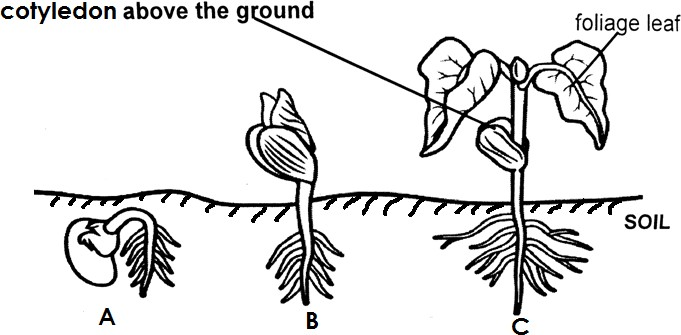 cotyledon above the ground
foliage leaf
SOIL
A
B
C